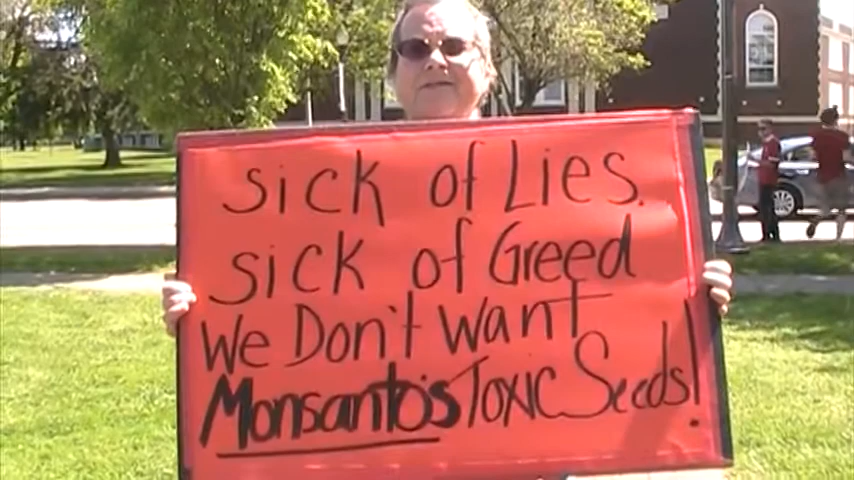 Sick of Lies.
sick of Greed
We Don't Want
Monsanto's Toxic Seeds!